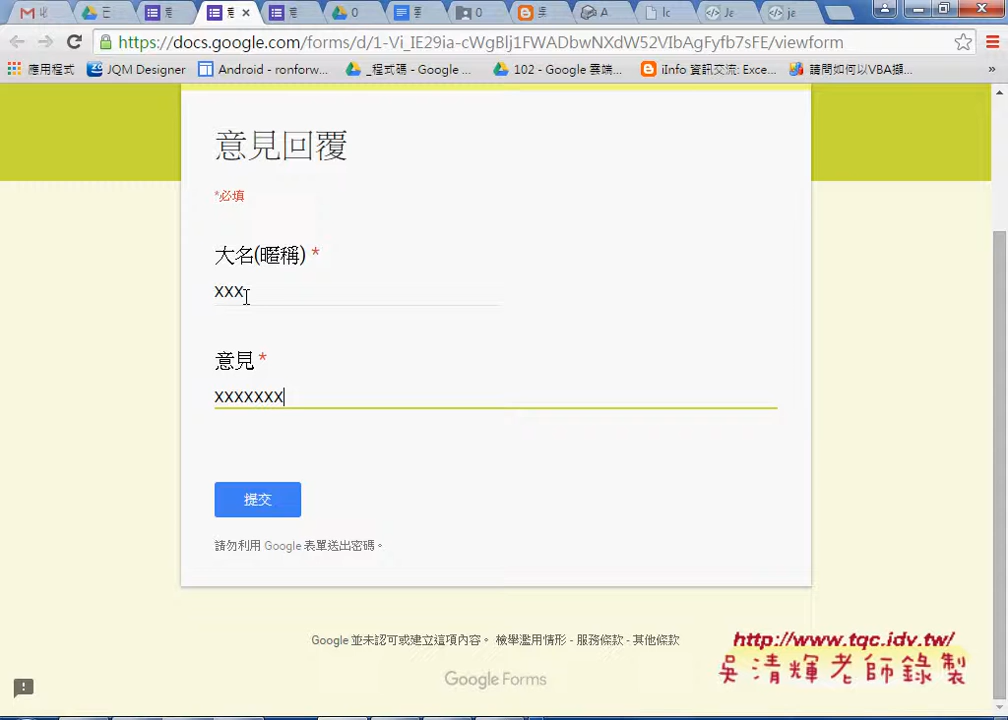 https://docs.google.com/forms/d/1-Vi_IE29ia-cWgBlj1FWADbwNXdW52VIbAgFyfb7sFE/viewform
應用程式 JQM Designer Android - ronforw... _程式碼 - Google ... 102 - Google 雲端... iInfo 資訊交流: Exce... 請問如何以VBA擷... »
意見回覆
*必填
大名(暱稱) *
xxx
意見 *
xxxxxxx
提交
請勿利用 Google 表單送出密碼。
Google 並未認可或建立這項內容。 檢舉濫用情形 - 服務條款 - 其他條款
Google Forms
http://www.tqc.idv.tw/
吳清輝老師錄製